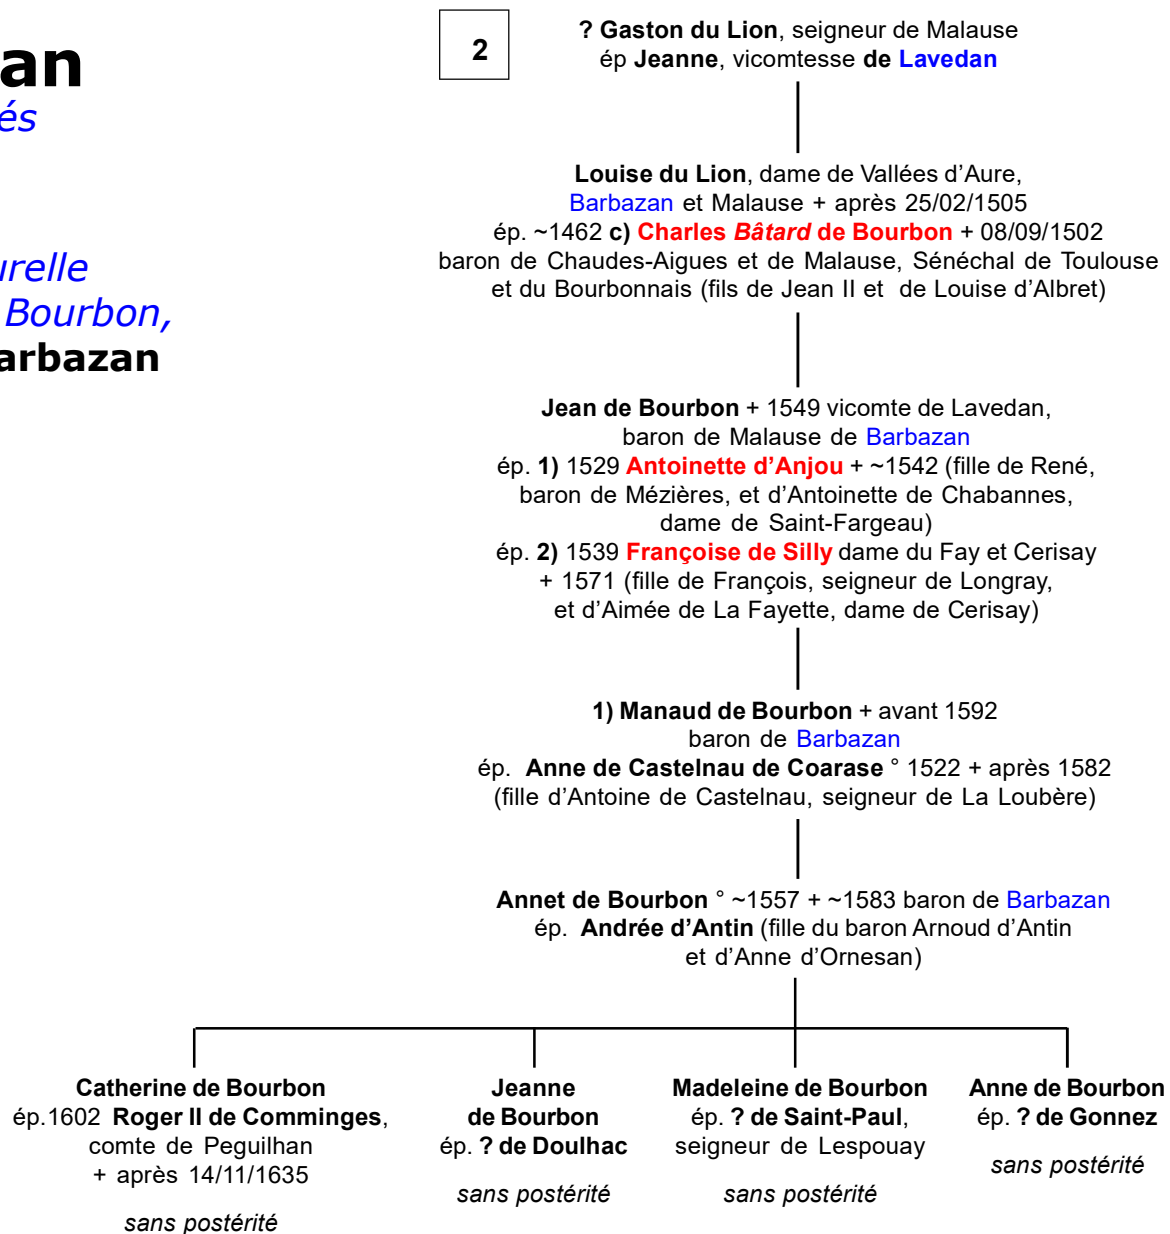 an
és
urelle
Bourbon,
arbazan
2
? Gaston du Lion, seigneur de Malause
ép Jeanne, vicomtesse de Lavedan
Louise du Lion, dame de Vallées d’Aure,
Barbazan et Malause + après 25/02/1505
ép. ~1462 c) Charles Bâtard de Bourbon + 08/09/1502
baron de Chaudes-Aigues et de Malause, Sénéchal de Toulouse
et du Bourbonnais (fils de Jean II et de Louise d’Albret)
Jean de Bourbon + 1549 vicomte de Lavedan,
baron de Malause de Barbazan
ép. 1) 1529 Antoinette d’Anjou + ~1542 (fille de René,
baron de Mézières, et d’Antoinette de Chabannes,
dame de Saint-Fargeau)
ép. 2) 1539 Françoise de Silly dame du Fay et Cerisay
+ 1571 (fille de François, seigneur de Longray,
et d’Aimée de La Fayette, dame de Cerisay)
1) Manaud de Bourbon + avant 1592
baron de Barbazan
ép. Anne de Castelnau de Coarase ° 1522 + après 1582
(fille d’Antoine de Castelnau, seigneur de La Loubère)
Annet de Bourbon ° ~1557 + ~1583 baron de Barbazan
ép. Andrée d’Antin (fille du baron Arnoud d’Antin
et d’Anne d’Ornesan)
Catherine de Bourbon
ép.1602 Roger II de Comminges,
comte de Peguilhan
+ après 14/11/1635
sans postérité
Jeanne
de Bourbon
ép. ? de Doulhac
sans postérité
Madeleine de Bourbon
ép. ? de Saint-Paul,
seigneur de Lespouay
sans postérité
Anne de Bourbon
ép. ? de Gonnez
sans postérité